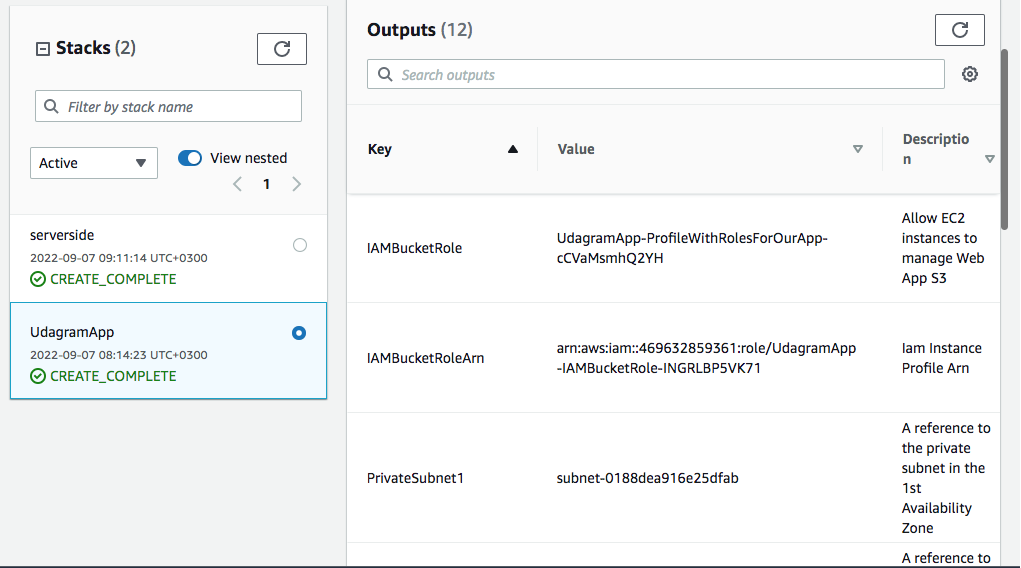 Stacks (2)
Filter by stack name
Active
View nested
1
serverside
2022-09-07 09:11:14 UTC+0300
CREATE_COMPLETE
UdagramApp
2022-09-07 08:14:23 UTC+0300
CREATE_COMPLETE
Outputs (12)
Search outputs
Key
Value
Descriptio
n
IAMBucketRole
UdagramApp-ProfileWithRolesForOurApp-
cCVaMsmhQ2YH
Allow EC2
instances to
manage Web
App S3
IAMBucketRoleArn
arn:aws:iam::469632859361:role/UdagramApp
-IAMBucketRole-INGRLBP5VK71
Iam Instance
Profile Arn
PrivateSubnet1
subnet-0188dea916e25dfab
A reference to
the private
subnet in the
1st
Availability
Zone
A reference to